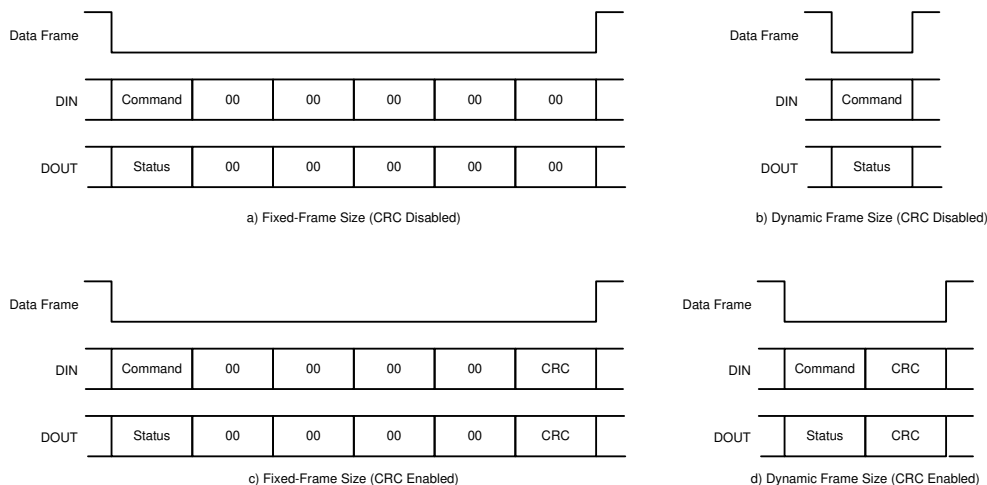 Data Frame
DIN Command 00 00 00 00 00
DOUT Status 00 00 00 00 00
a) Fixed-Frame Size (CRC Disabled)
Data Frame
DIN Command
DOUT Status
b) Dynamic Frame Size (CRC Disabled)
Data Frame
DIN Command 00 00 00 00 CRC
DOUT Status 00 00 00 00 CRC
c) Fixed-Frame Size (CRC Enabled)
Data Frame
DIN Command CRC
DOUT Status CRC
d) Dynamic Frame Size (CRC Enabled)